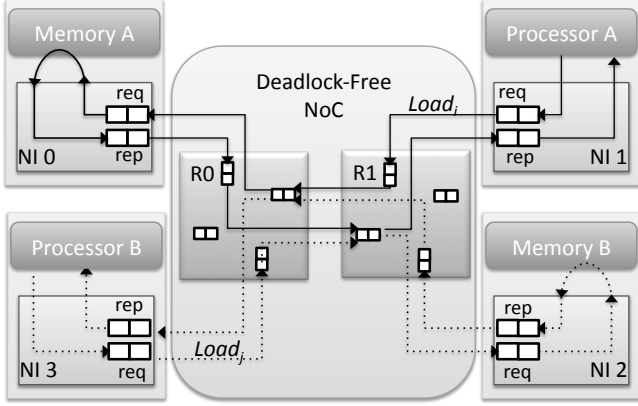 Memory A
Processor A
req
rep
NI 0
Deadlock-Free
NoC
Load_i
req
rep
NI 1
R0
R1
Processor B
Memory B
rep
req
NI 3
Load_j
rep
req
NI 2